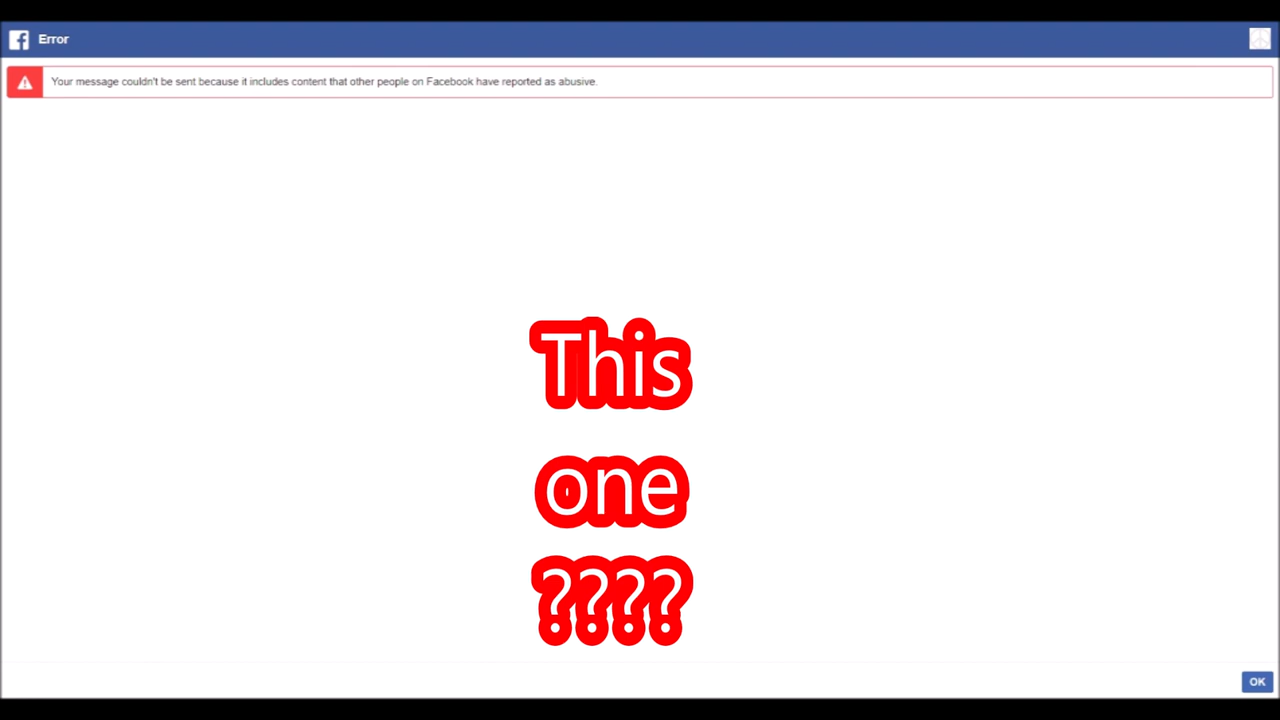 Error
Your message couldn't be sent because it includes content that other people on Facebook have reported as abusive.
This
one
????
OK